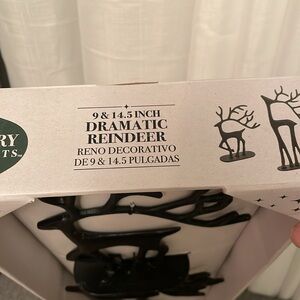 9 & 14.5 INCH
DRAMATIC
REINDEER
RENO DECORATIVO
DE 9 & 14.5 PULGADAS